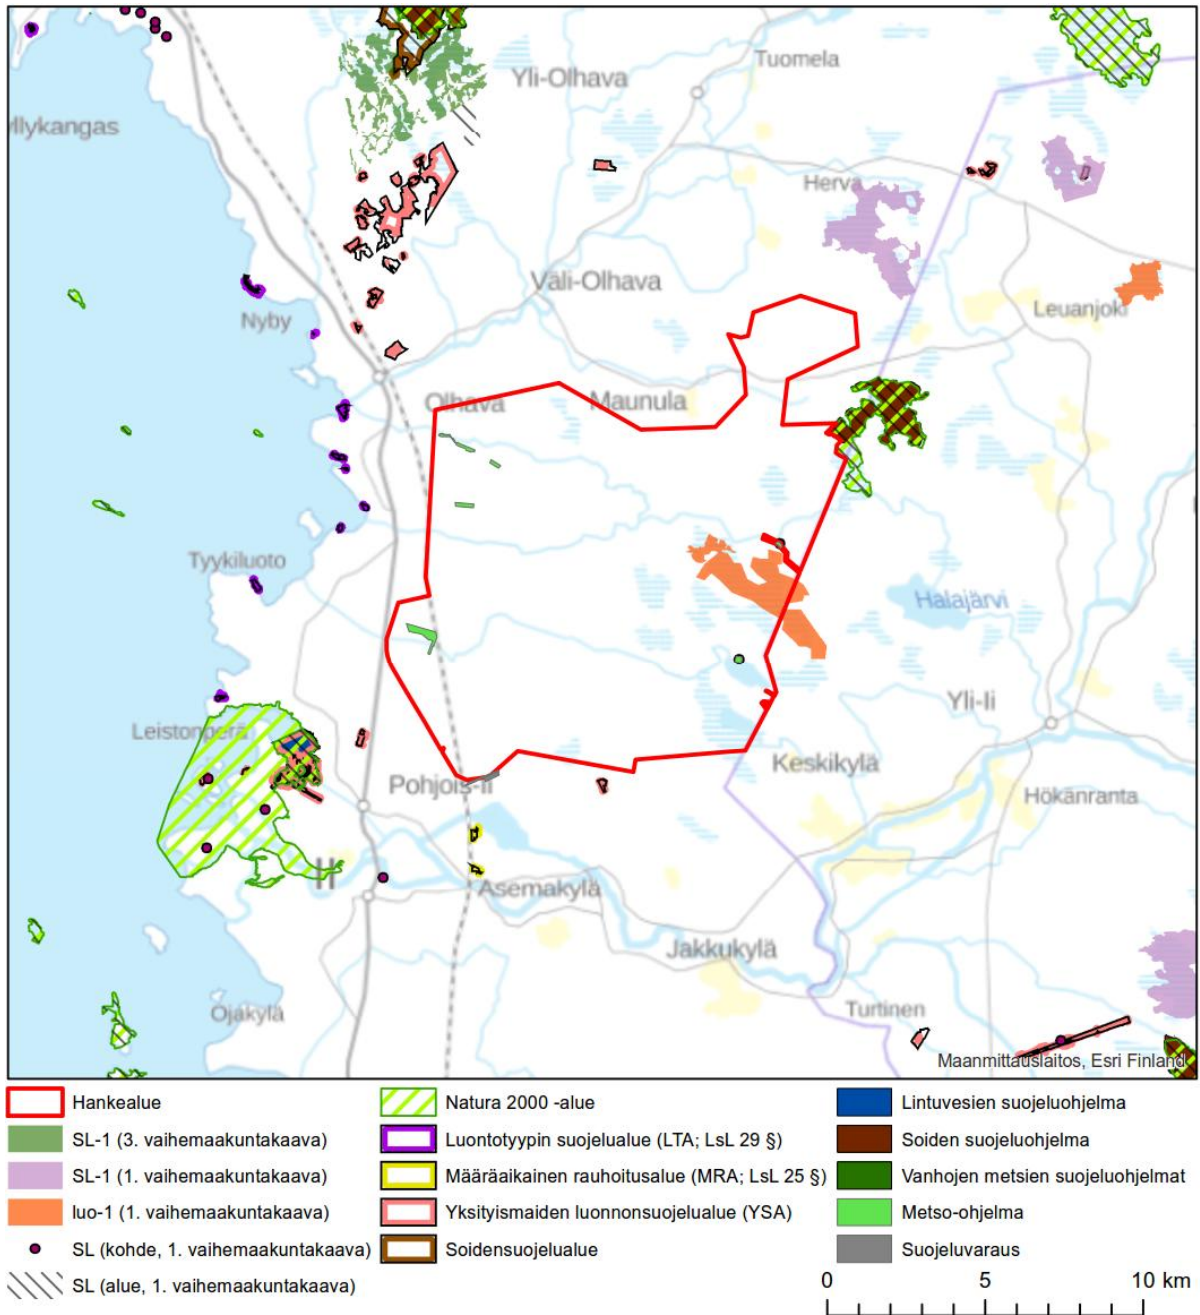 Tuomela
Yli-Olhava
llykangas
Herva
Väli-Olhava
Leuanjoki
Nyby
Olhava
Maunula
Tyykiluoto
Halajärvi
Yli-Ii
Leistonperä
Keskikylä
Pohjois-Ii
Hökänranta
II
Asemakylä
Jakkukylä
Ojakylä
Turtinen
Maanmittauslaitos, Esri Finland
Hankealue
SL-1 (3. vaihemaakuntakaava)
SL-1 (1. vaihemaakuntakaava)
luo-1 (1. vaihemaakuntakaava)
SL (kohde, 1. vaihemaakuntakaava)
SL (alue, 1. vaihemaakuntakaava)
Natura 2000 -alue
Luontotyypin suojelualue (LTA; LsL 29 §)
Määräaikainen rauhoitusalue (MRA; LsL 25 §)
Yksityismaiden luonnonsuojelualue (YSA)
Soidensuojelualue
Lintuvesien suojeluohjelma
Soiden suojeluohjelma
Vanhojen metsien suojeluohjelmat
Metso-ohjelma
Suojeluvaraus
0 5 10 km